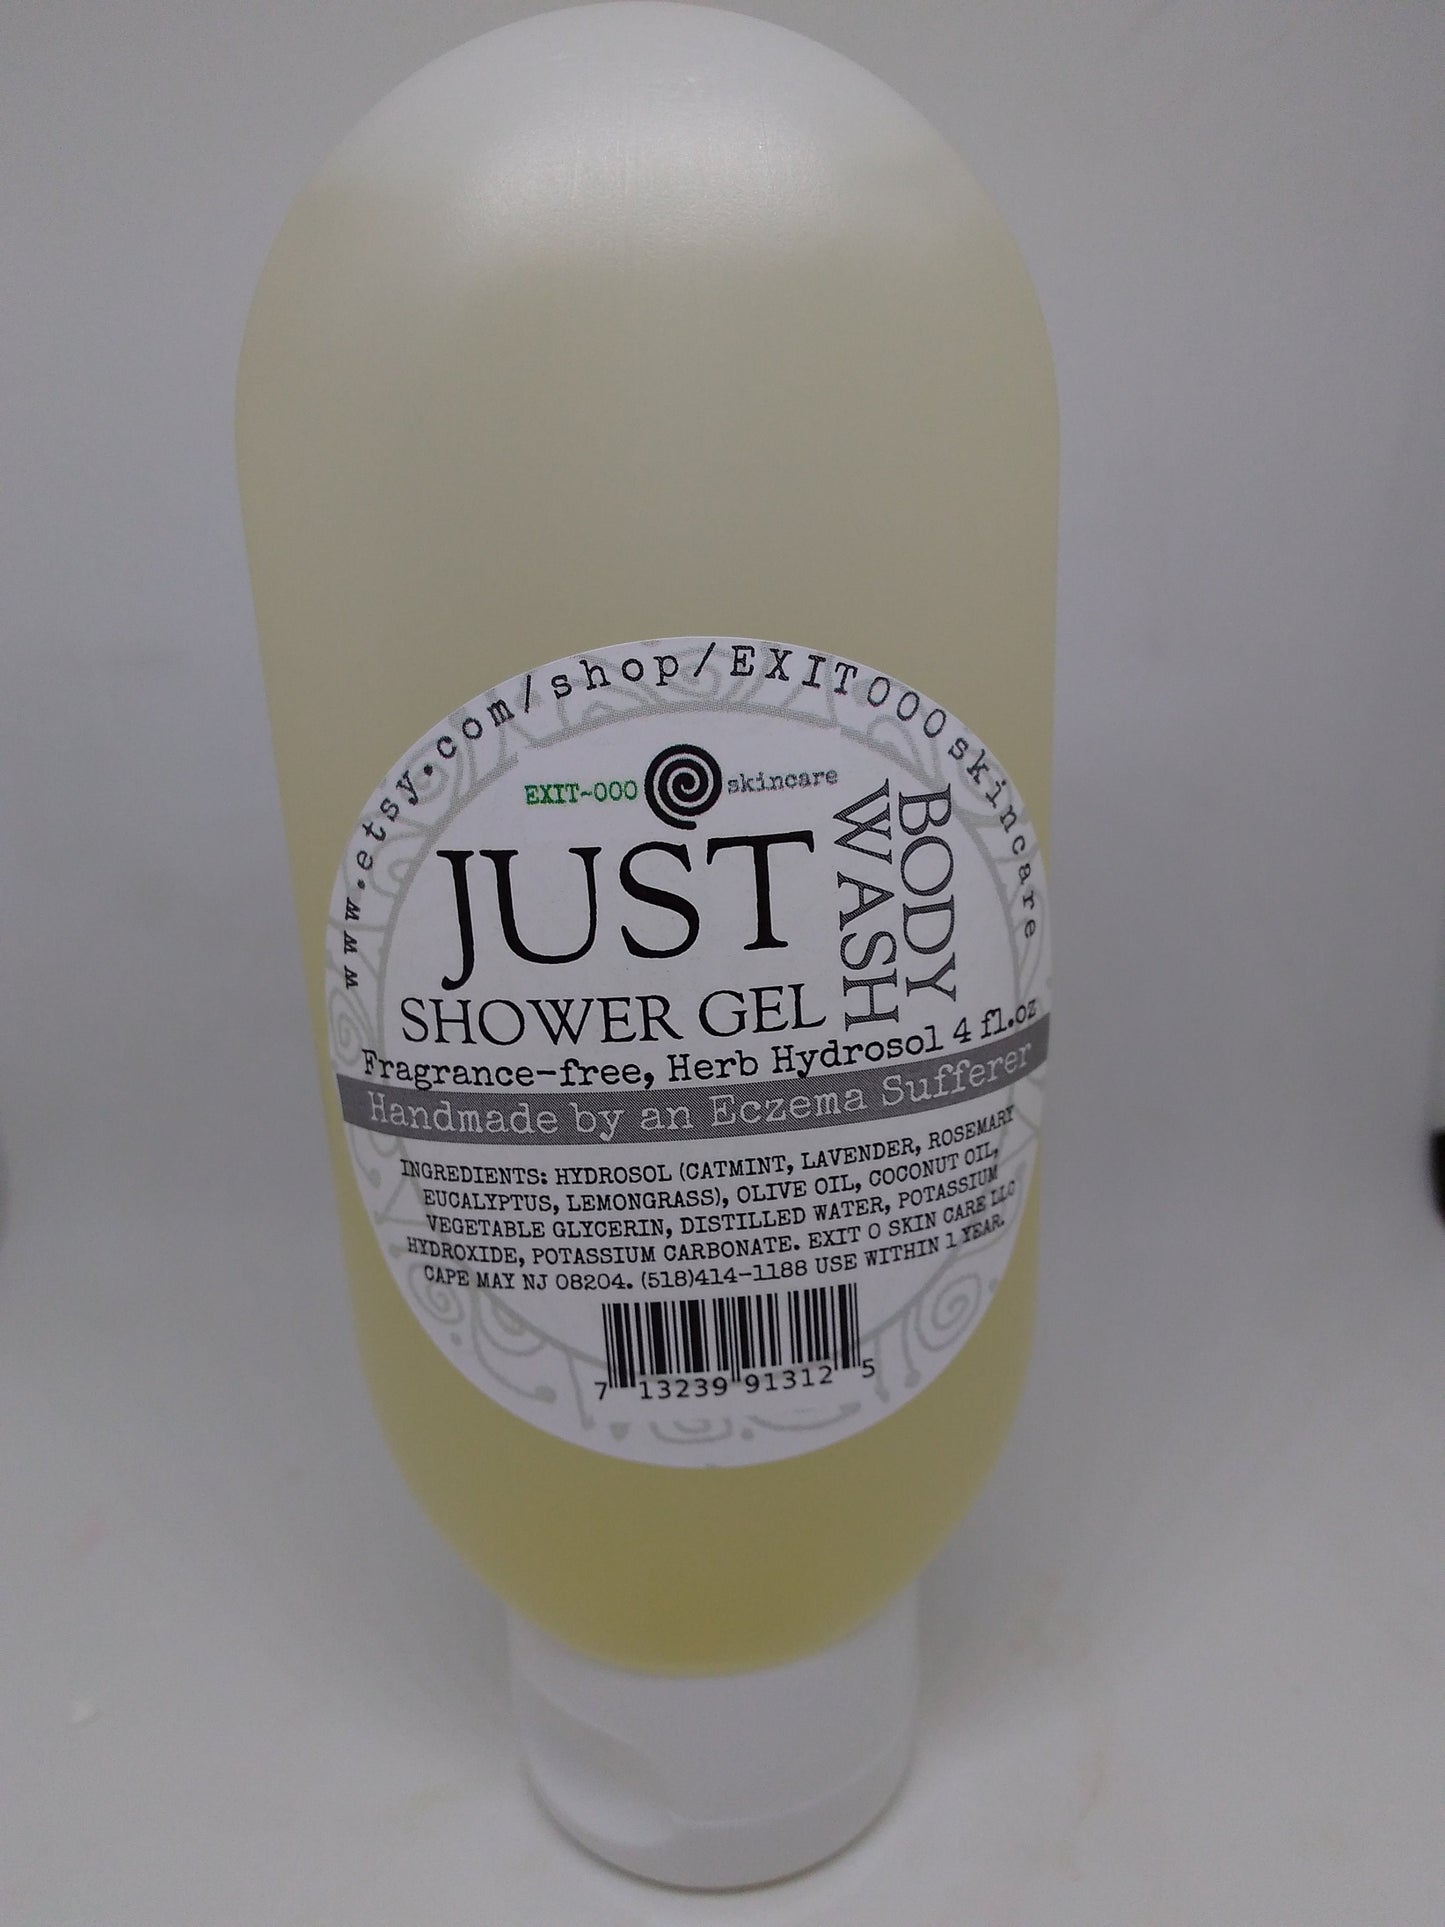 www.etsy.com/shop/EXIT000skincare
EXIT~000 skincare
JUST
SHOWER GEL
BODY
WASH
Fragrance-free, Herb Hydrosol 4 fl.oz
Handmade by an Eczema Sufferer
INGREDIENTS: HYDROSOL (CATMINT, LAVENDER, ROSEMARY
EUCALYPTUS, LEMONGRASS), OLIVE OIL, COCONUT OIL,
VEGETABLE GLYCERIN, DISTILLED WATER, POTASSIUM
HYDROXIDE, POTASSIUM CARBONATE. EXIT 0 SKIN CARE LLC
CAPE MAY NJ 08204. (518)414-1188 USE WITHIN 1 YEAR.
7 13239 91312 5